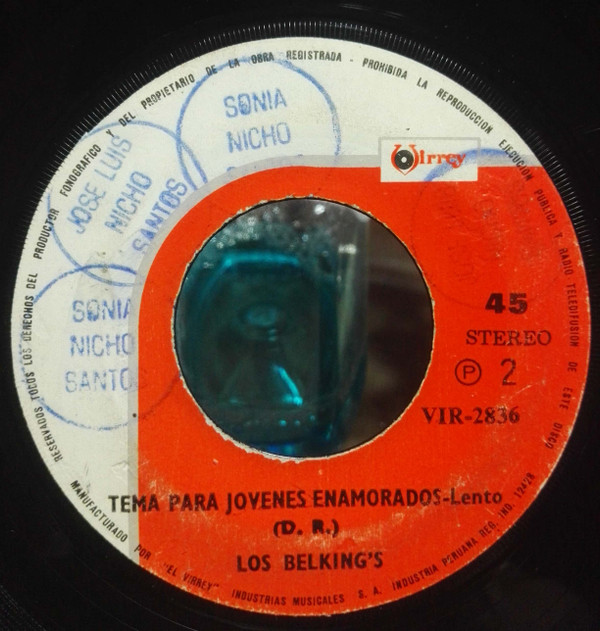 RESERVADOS TODOS LOS DERECHOS DEL PRODUCTOR FONOGRAFICO Y DEL PROPIETARIO DE LA OBRA REGISTRADA - PROHIBIDA LA REPRODUCCION EJECUCION PUBLICA Y RADIO TELEDIFUSION DE ESTE DISCO
SONIA
NICHO
JOSE LUIS
NICHO
SANTOS
SONIA
NICHO
SANTOS
Virrey
45
STEREO
Ⓟ 2
VIR-2836
TEMA PARA JOVENES ENAMORADOS-Lento
(D. R.)
LOS BELKING'S
MANUFACTURADO POR "EL VIRREY" INDUSTRIAS MUSICALES S. A. INDUSTRIA PERUANA REG. IND. 12428